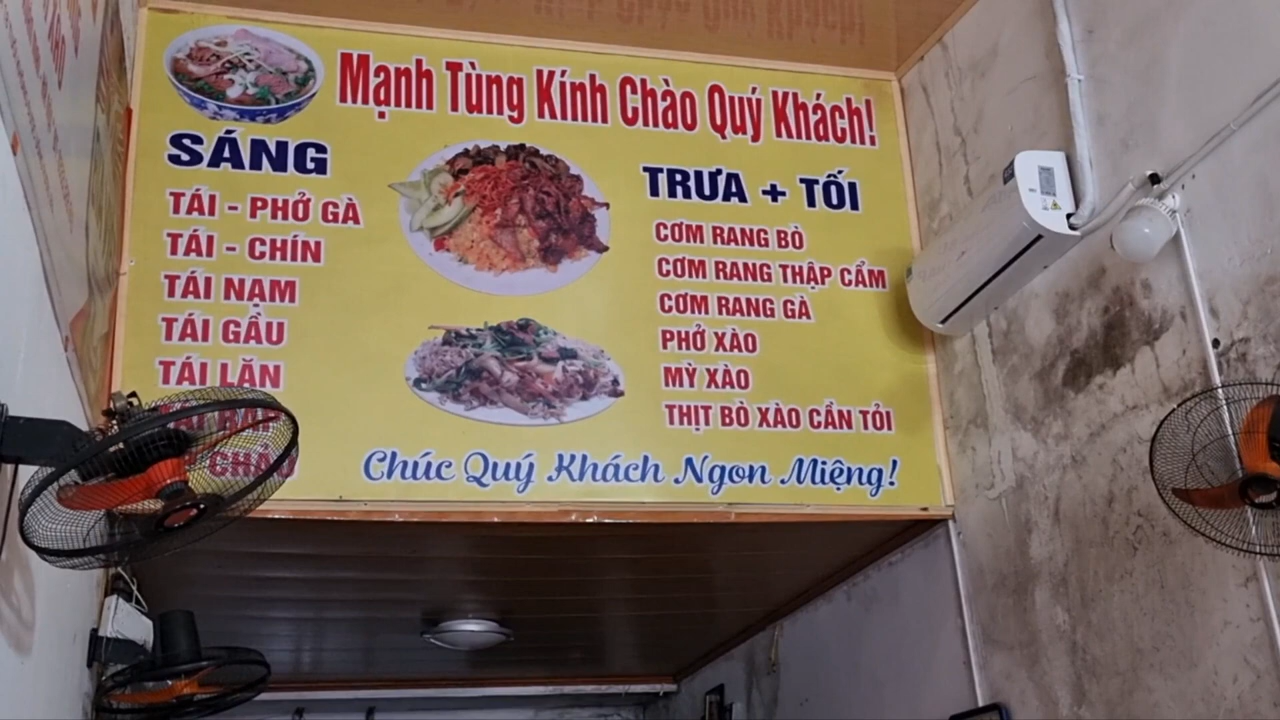 Mạnh Tùng Kính Chào Quý Khách!
SÁNG
TÁI - PHỞ GÀ
TÁI - CHÍN
TÁI NẠM
TÁI GẦU
TÁI LĂN
TRƯA + TỐI
CƠM RANG BÒ
CƠM RANG THẬP CẨM
CƠM RANG GÀ
PHỞ XÀO
MỲ XÀO
THỊT BÒ XÀO CẦN TỎI
Chúc Quý Khách Ngon Miệng!